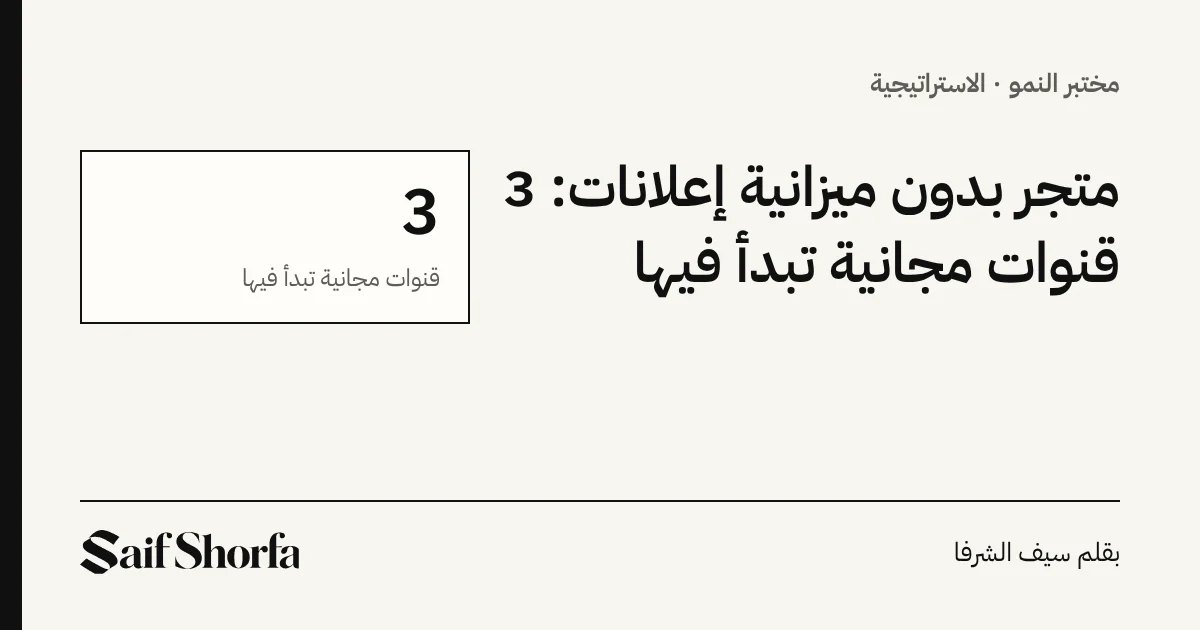 مختبر النمو · الاستراتيجية
متجر بدون ميزانية إعلانات: 3
قنوات مجانية تبدأ فيها
3
قنوات مجانية تبدأ فيها
بقلم سيف الشرفا
Saif Shorfa